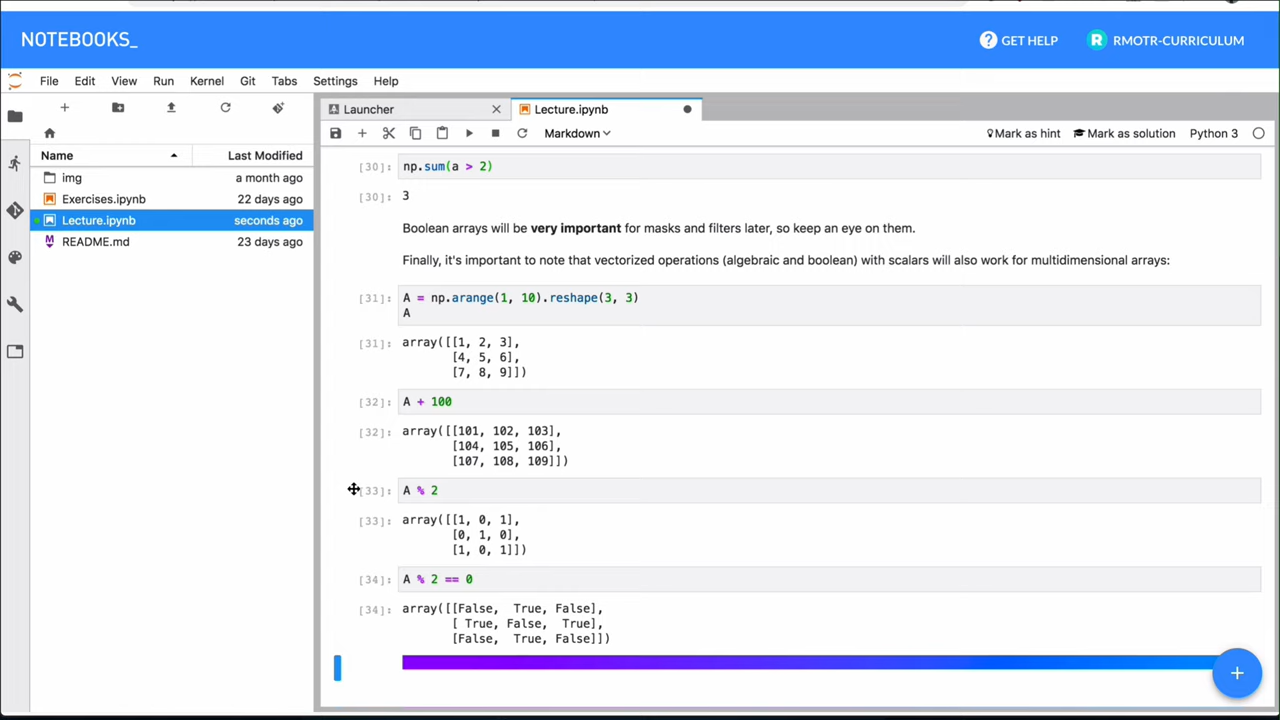 NOTEBOOKS_
GET HELP
R RMOTR-CURRICULUM
File Edit View Run Kernel Git Tabs Settings Help
Launcher
Lecture.ipynb
Markdown
Mark as hint
Mark as solution
Python 3
Name Last Modified
img a month ago
Exercises.ipynb 22 days ago
Lecture.ipynb seconds ago
README.md 23 days ago
[30]: np.sum(a > 2)
[30]: 3
Boolean arrays will be very important for masks and filters later, so keep an eye on them.
Finally, it's important to note that vectorized operations (algebraic and boolean) with scalars will also work for multidimensional arrays:
[31]: A = np.arange(1, 10).reshape(3, 3)
A
[31]: array([[1, 2, 3],
[4, 5, 6],
[7, 8, 9]])
[32]: A + 100
[32]: array([[101, 102, 103],
[104, 105, 106],
[107, 108, 109]])
[33]: A % 2
[33]: array([[1, 0, 1],
[0, 1, 0],
[1, 0, 1]])
[34]: A % 2 == 0
[34]: array([[False,  True, False],
[ True, False,  True],
[False,  True, False]])